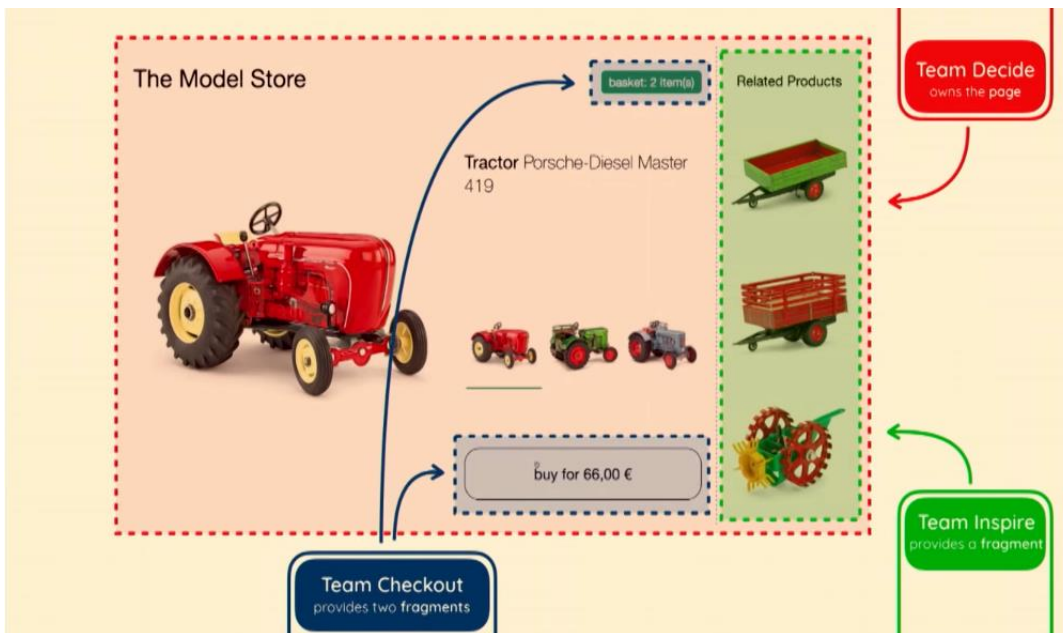 The Model Store
basket: 2 item(s)
Related Products
Team Decide
owns the page
Tractor Porsche-Diesel Master
419
buy for 66,00 €
Team Inspire
provides a fragment
Team Checkout
provides two fragments